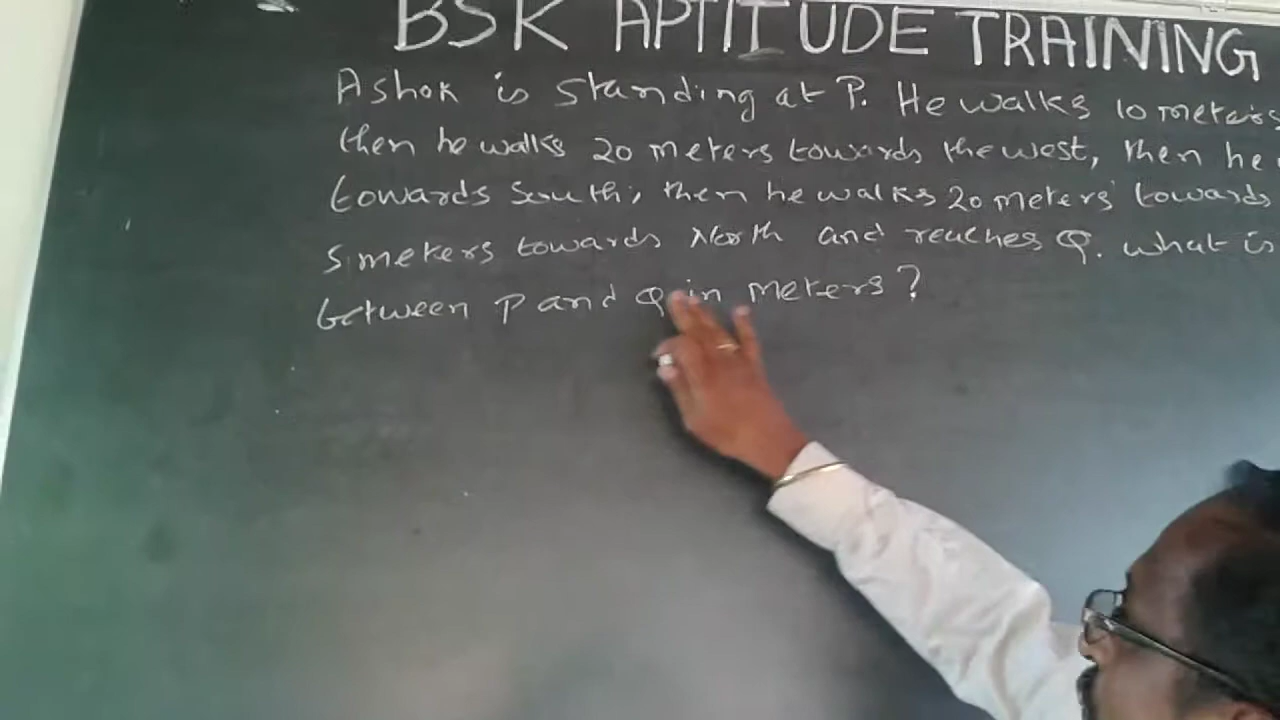 BSK APTITUDE TRAINING
Ashok is standing at P. He walks 10 meters
then he walks 20 meters towards the west, then he
towards south, then he walks 20 meters towards
5 meters towards North and reaches Q. what is
between P and Q in meters?